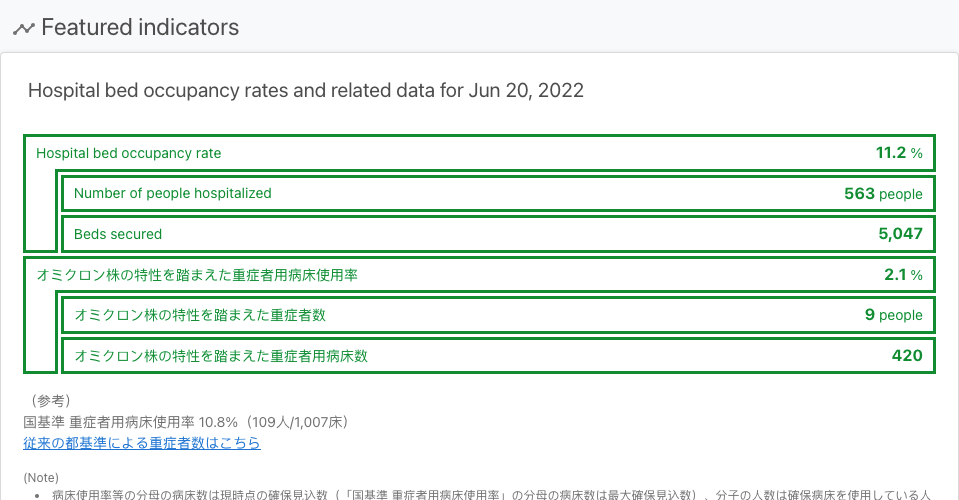 Featured indicators
Hospital bed occupancy rates and related data for Jun 20, 2022
Hospital bed occupancy rate 11.2 %
Number of people hospitalized 563 people
Beds secured 5,047
オミクロン株の特性を踏まえた重症者用病床使用率 2.1 %
オミクロン株の特性を踏まえた重症者数 9 people
オミクロン株の特性を踏まえた重症者用病床数 420
（参考）
国基準 重症者用病床使用率 10.8%（109人/1,007床）
従来の都基準による重症者数はこちら
(Note)
• 病床使用率等の分母の病床数は現時点の確保見込数（「国基準 重症者用病床使用率」の分母の病床数は最大確保見込数）、分子の人数は確保病床を使用している人